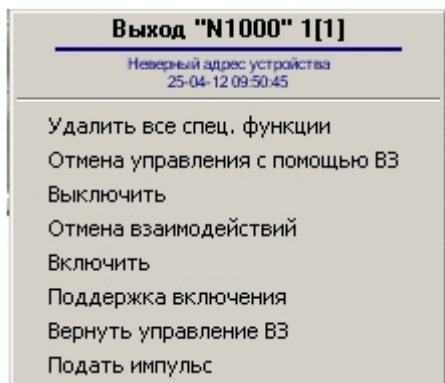 Выход "N1000" 1[1]
Неверный адрес устройства
25-04-12 09:50:45
Удалить все спец. функции
Отмена управления с помощью ВЗ
Выключить
Отмена взаимодействий
Включить
Поддержка включения
Вернуть управление ВЗ
Подать импульс